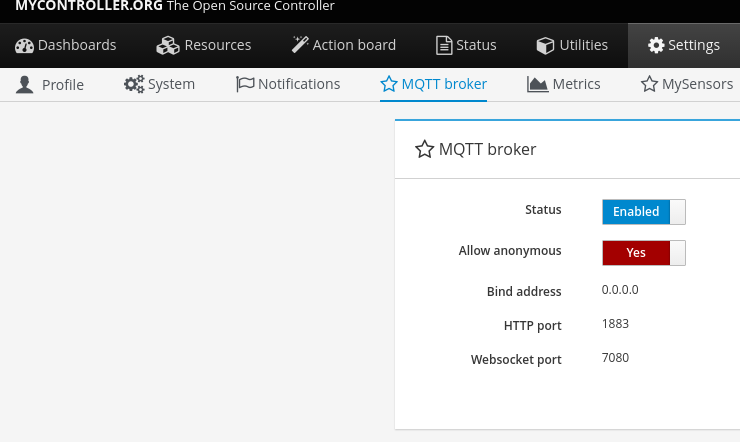 MYCONTROLLER.ORG The Open Source Controller
Dashboards Resources Action board Status Utilities Settings
Profile System Notifications MQTT broker Metrics MySensors
MQTT broker
Status Enabled
Allow anonymous Yes
Bind address 0.0.0.0
HTTP port 1883
Websocket port 7080